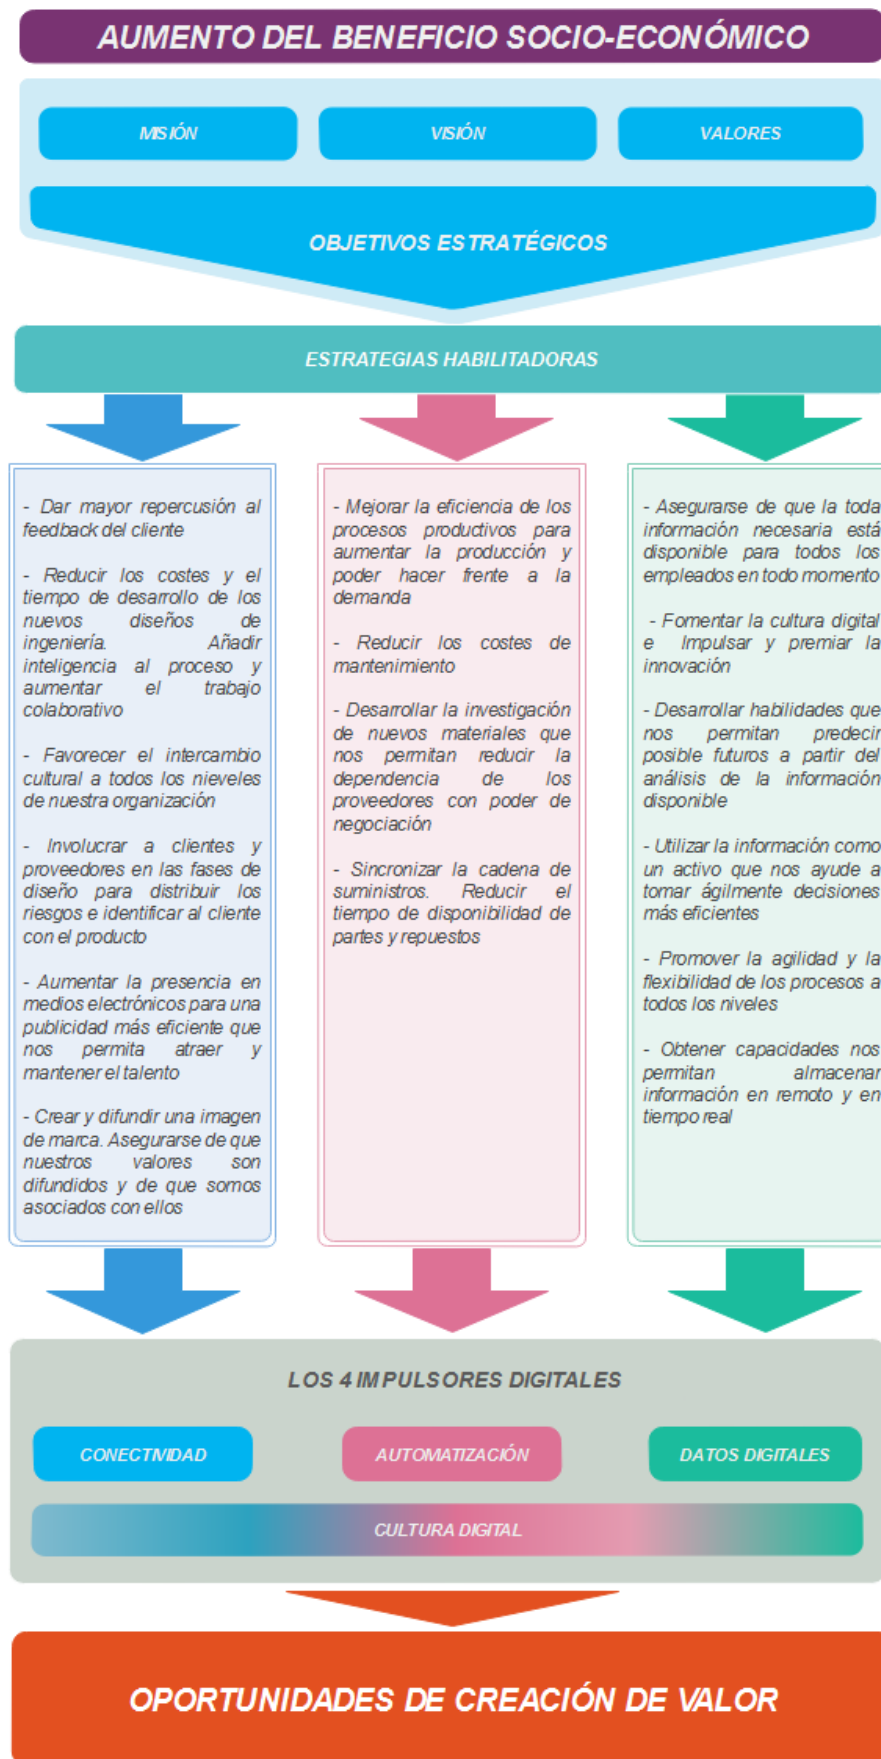 AUMENTO DEL BENEFICIO SOCIO-ECONÓMICO
MISIÓN
VISIÓN
VALORES
OBJETIVOS ESTRATÉGICOS
ESTRATEGIAS HABILITADORAS
- Dar mayor repercusión al
feedback del cliente
- Reducir los costes y el
tiempo de desarrollo de los
nuevos diseños de
ingeniería. Añadir
inteligencia al proceso y
aumentar el trabajo
colaborativo
- Favorecer el intercambio
cultural a todos los nieveles
de nuestra organización
- Involucrar a clientes y
proveedores en las fases de
diseño para distribuir los
riesgos e identificar al cliente
con el producto
- Aumentar la presencia en
medios electrónicos para una
publicidad más eficiente que
nos permita atraer y
mantener el talento
- Crear y difundir una imagen
de marca. Asegurarse de que
nuestros valores son
difundidos y de que somos
asociados con ellos
- Mejorar la eficiencia de los
procesos productivos para
aumentar la producción y
poder hacer frente a la
demanda
- Reducir los costes de
mantenimiento
- Desarrollar la investigación
de nuevos materiales que
nos permitan reducir la
dependencia de los
proveedores con poder de
negociación
- Sincronizar la cadena de
suministros. Reducir el
tiempo de disponibilidad de
partes y repuestos
- Asegurarse de que la toda
información necesaria está
disponible para todos los
empleados en todo momento
- Fomentar la cultura digital
e Impulsar y premiar la
innovación
- Desarrollar habilidades que
nos permitan predecir
posible futuros a partir del
análisis de la información
disponible
- Utilizar la información como
un activo que nos ayude a
tomar ágilmente decisiones
más eficientes
- Promover la agilidad y la
flexibilidad de los procesos a
todos los niveles
- Obtener capacidades nos
permitan almacenar
información en remoto y en
tiempo real
LOS 4 IMPULSORES DIGITALES
CONECTIVIDAD
AUTOMATIZACIÓN
DATOS DIGITALES
CULTURA DIGITAL
OPORTUNIDADES DE CREACIÓN DE VALOR